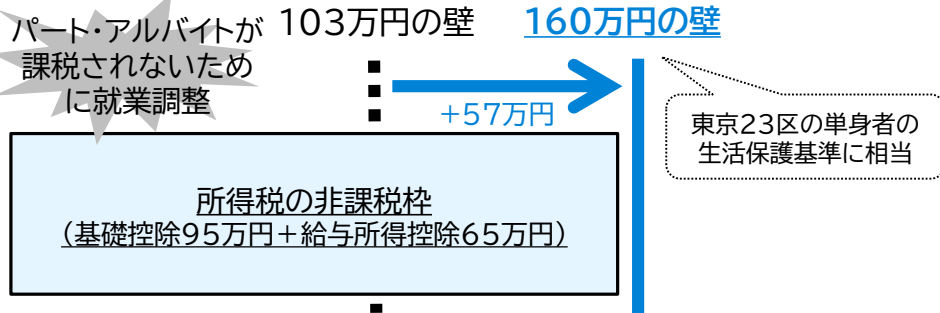 パート・アルバイトが
課税されないため
に就業調整
103万円の壁
160万円の壁
+57万円
東京23区の単身者の
生活保護基準に相当
所得税の非課税枠
(基礎控除95万円+給与所得控除65万円)